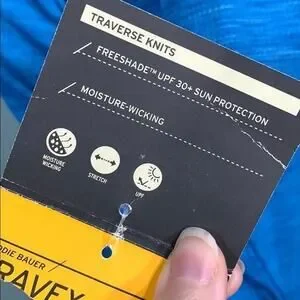 TRAVERSE KNITS
FREESHADE™ UPF 30+ SUN PROTECTION
MOISTURE-WICKING
MOISTURE
WICKING
STRETCH
UPF
DIE BAUER
RAVEX